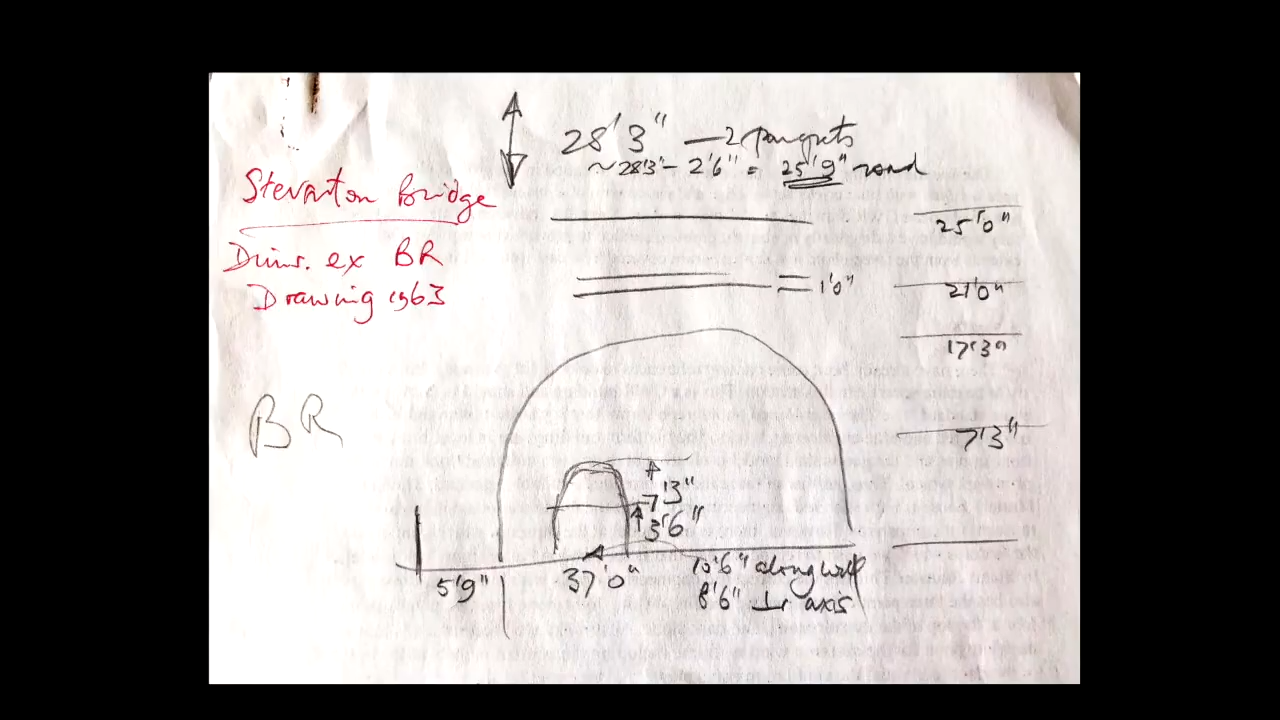 28'3" — 2 parapets
~ 28'3" - 2'6" = 25'9" road
Stevarton Bridge
Dims. ex BR
Drawing 1963
25'0"
1'0"
21'0"
17'3"
BR
7'3"
7'3"
3'6"
5'9"
37'0"
10'6" along wall
8'6" ⊥r axis